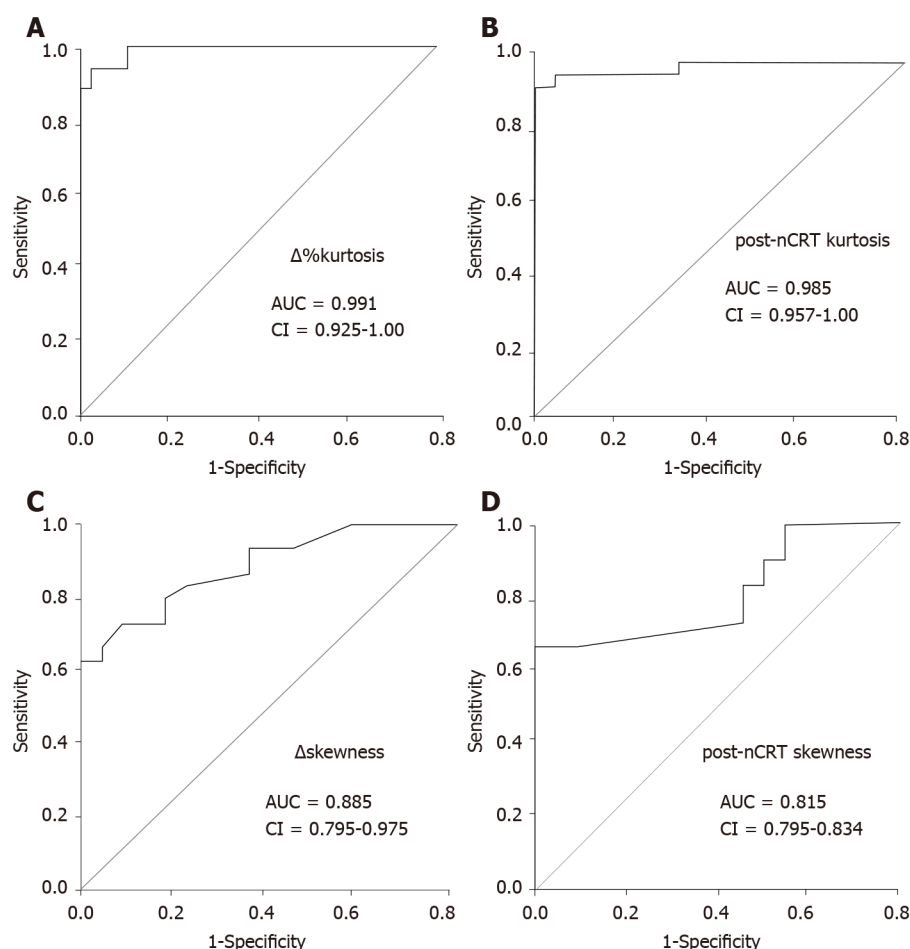 A
1.0
0.8
0.6
0.4
0.2
0.0
Sensitivity
Δ%kurtosis
AUC = 0.991
CI = 0.925-1.00
0.0 0.2 0.4 0.6 0.8
1-Specificity
B
1.0
0.8
0.6
0.4
0.2
0.0
Sensitivity
post-nCRT kurtosis
AUC = 0.985
CI = 0.957-1.00
0.0 0.2 0.4 0.6 0.8
1-Specificity
C
1.0
0.8
0.6
0.4
0.2
0.0
Sensitivity
Δskewness
AUC = 0.885
CI = 0.795-0.975
0.0 0.2 0.4 0.6 0.8
1-Specificity
D
1.0
0.8
0.6
0.4
0.2
0.0
Sensitivity
post-nCRT skewness
AUC = 0.815
CI = 0.795-0.834
0.0 0.2 0.4 0.6 0.8
1-Specificity